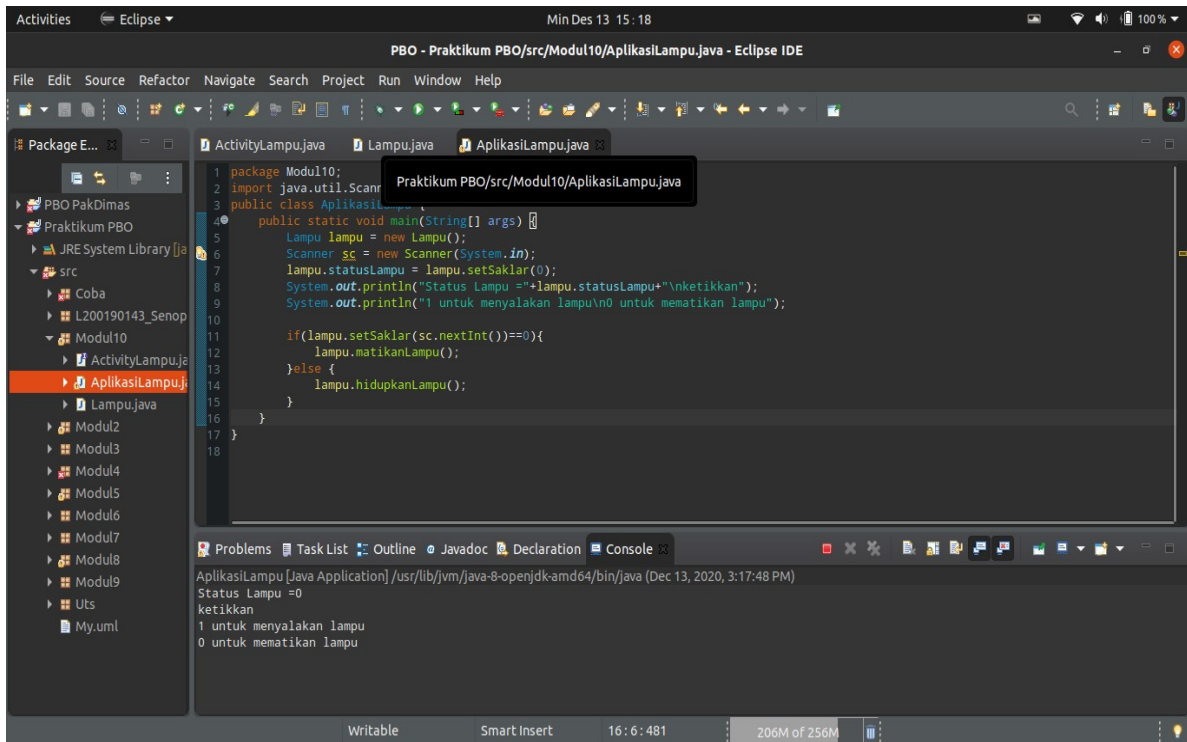 Activities Eclipse Min Des 13 15:18 100 %
PBO - Praktikum PBO/src/Modul10/AplikasiLampu.java - Eclipse IDE
File Edit Source Refactor Navigate Search Project Run Window Help
Package E...
PBO PakDimas
Praktikum PBO
JRE System Library [ja
src
Coba
L200190143_Senop
Modul10
ActivityLampu.ja
AplikasiLampu.ja
Lampu.java
Modul2
Modul3
Modul4
Modul5
Modul6
Modul7
Modul8
Modul9
Uts
My.uml
ActivityLampu.java Lampu.java AplikasiLampu.java
Praktikum PBO/src/Modul10/AplikasiLampu.java
1 package Modul10;
2 import java.util.Scann
3 public class AplikasiLampu {
4 public static void main(String[] args) {
5 Lampu lampu = new Lampu();
6 Scanner sc = new Scanner(System.in);
7 lampu.statusLampu = lampu.setSaklar(0);
8 System.out.println("Status Lampu ="+lampu.statusLampu+"\nketikkan");
9 System.out.println("1 untuk menyalakan lampu\n0 untuk mematikan lampu");
10
11 if(lampu.setSaklar(sc.nextInt())==0){
12 lampu.matikanLampu();
13 }else {
14 lampu.hidupkanLampu();
15 }
16 }
17 }
18
Problems Task List Outline Javadoc Declaration Console
AplikasiLampu [Java Application] /usr/lib/jvm/java-8-openjdk-amd64/bin/java (Dec 13, 2020, 3:17:48 PM)
Status Lampu =0
ketikkan
1 untuk menyalakan lampu
0 untuk mematikan lampu
Writable Smart Insert 16 : 6 : 481 206M of 256M